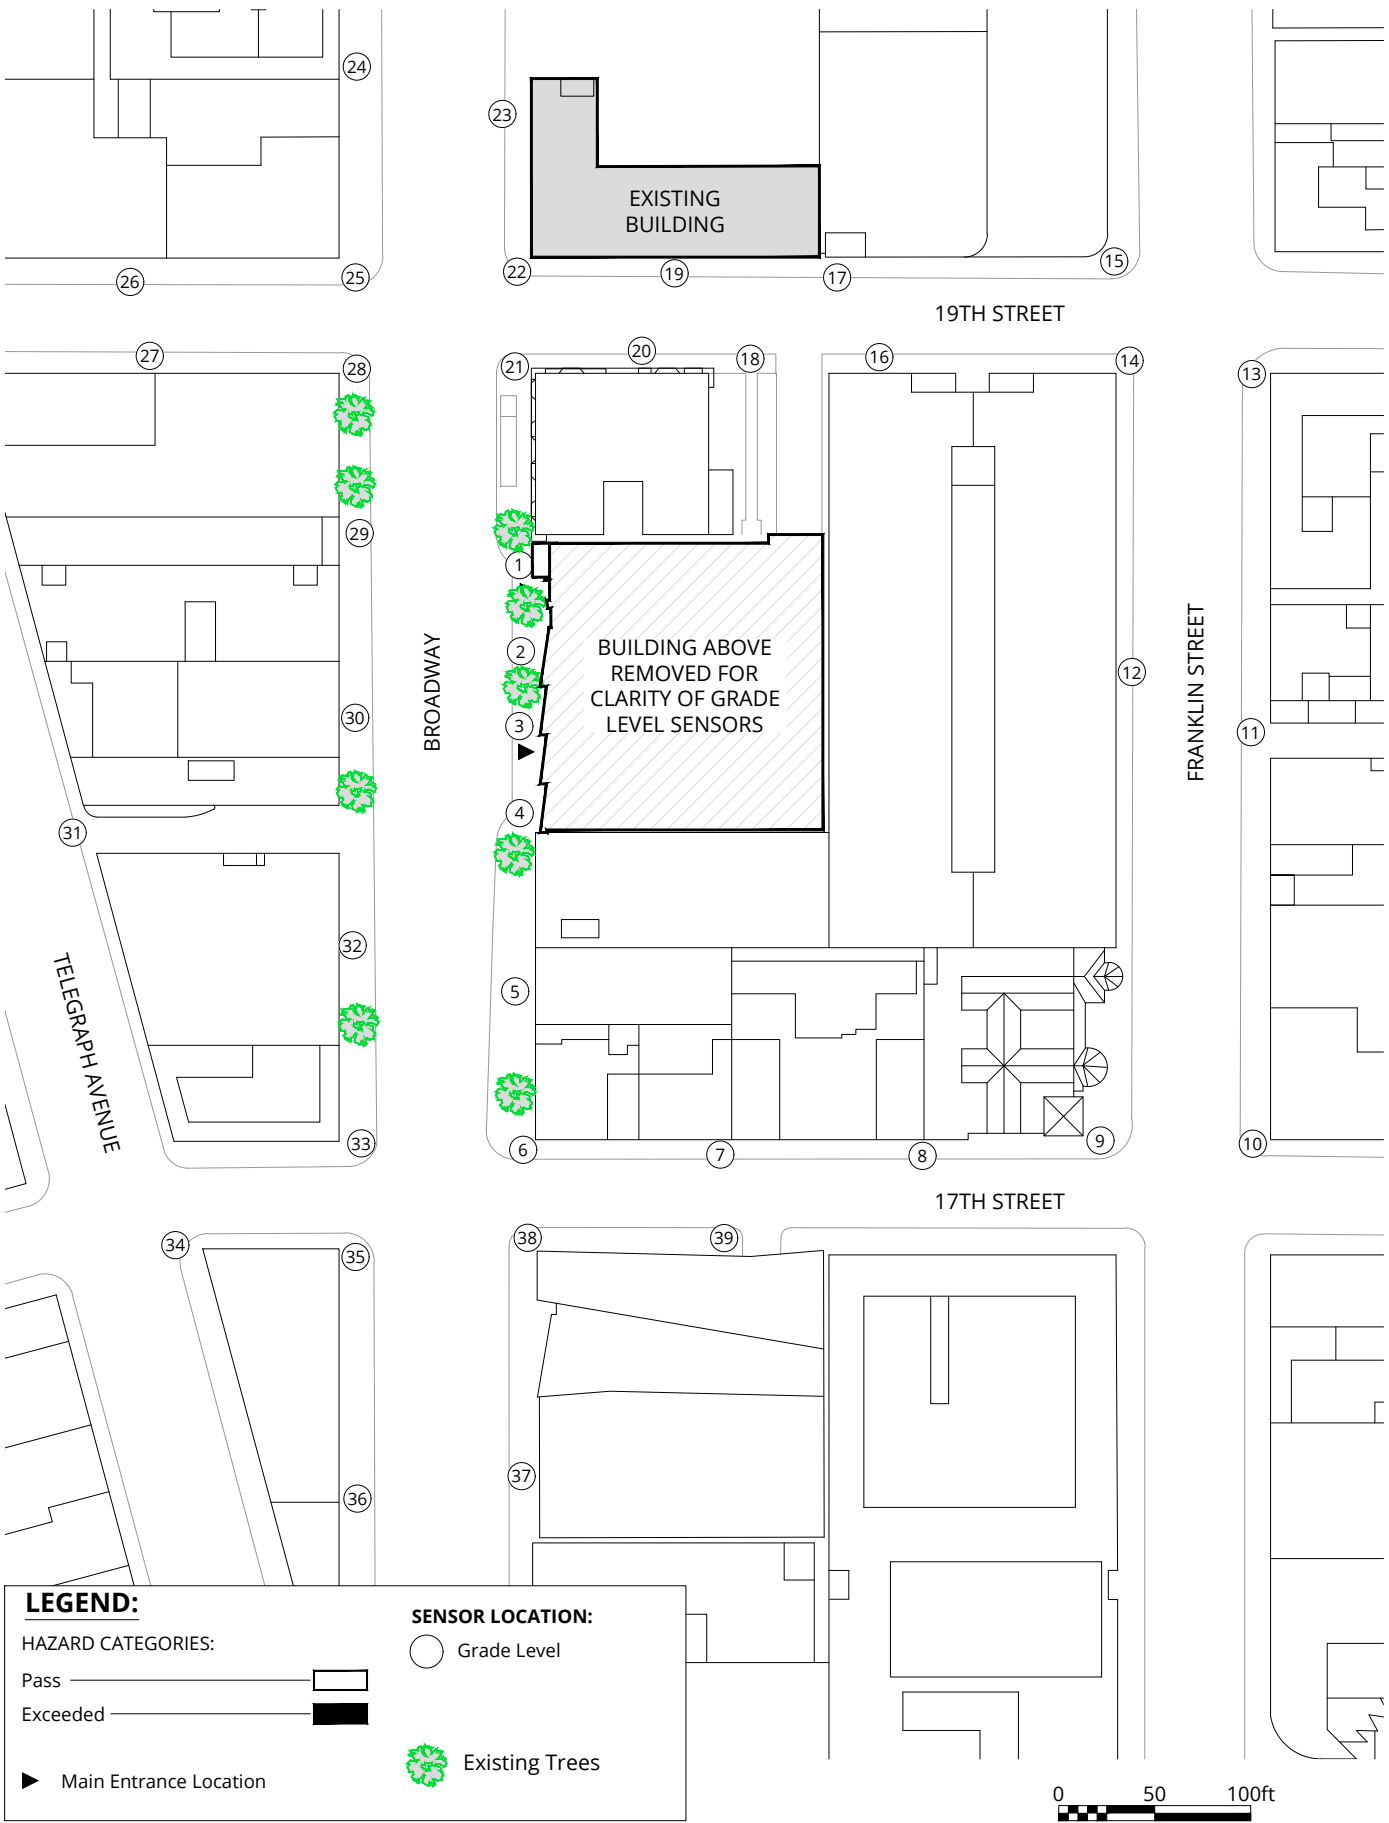 24
23
EXISTING
BUILDING
22
19
17
15
26
25
19TH STREET
27
28
21
20
18
16
14
13
29
1
2
BUILDING ABOVE
REMOVED FOR
CLARITY OF GRADE
LEVEL SENSORS
BROADWAY
FRANKLIN STREET
12
30
3
11
4
31
32
5
TELEGRAPH AVENUE
33
6
7
8
9
10
17TH STREET
34
35
38
39
37
36
LEGEND:
HAZARD CATEGORIES:
Pass
Exceeded
Main Entrance Location
SENSOR LOCATION:
Grade Level
Existing Trees
0 50 100ft